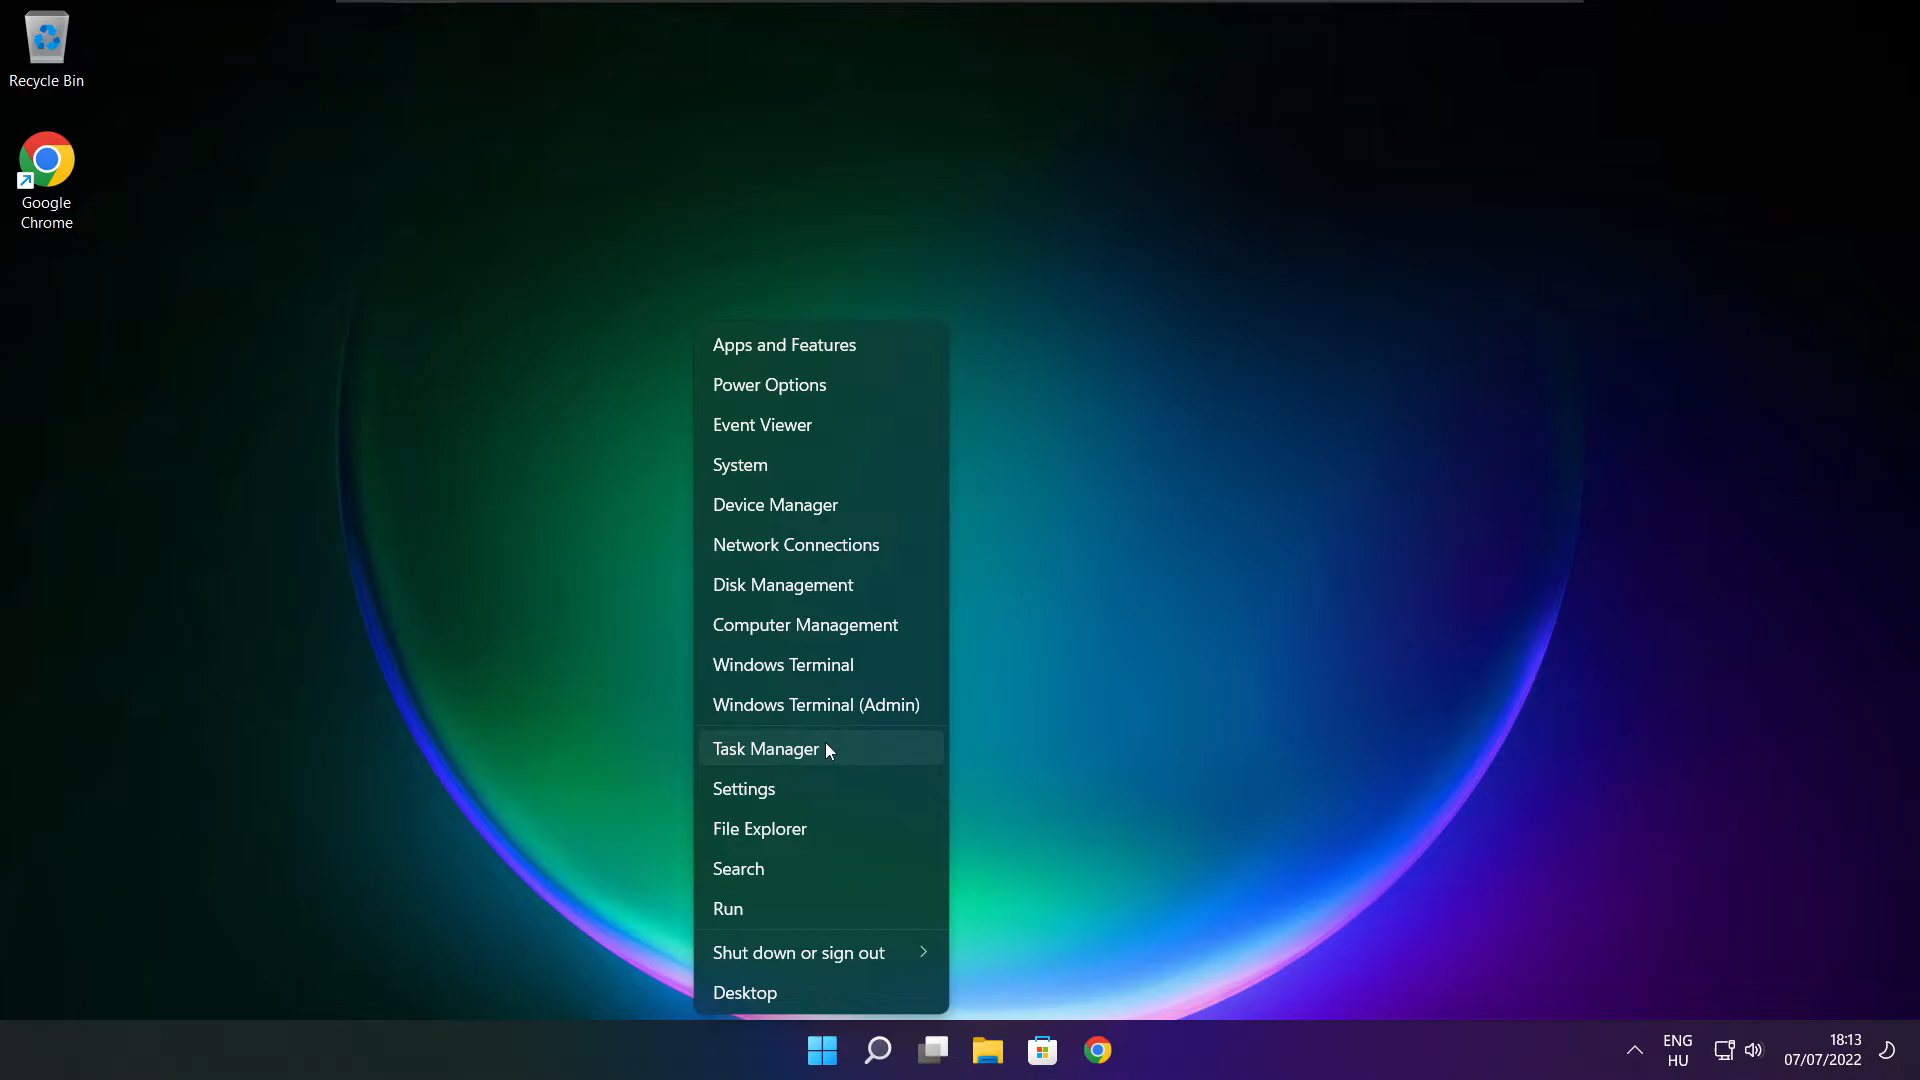 Recycle Bin
Google
Chrome
Apps and Features
Power Options
Event Viewer
System
Device Manager
Network Connections
Disk Management
Computer Management
Windows Terminal
Windows Terminal (Admin)
Task Manager
Settings
File Explorer
Search
Run
Shut down or sign out
Desktop
ENG
HU
18:13
07/07/2022